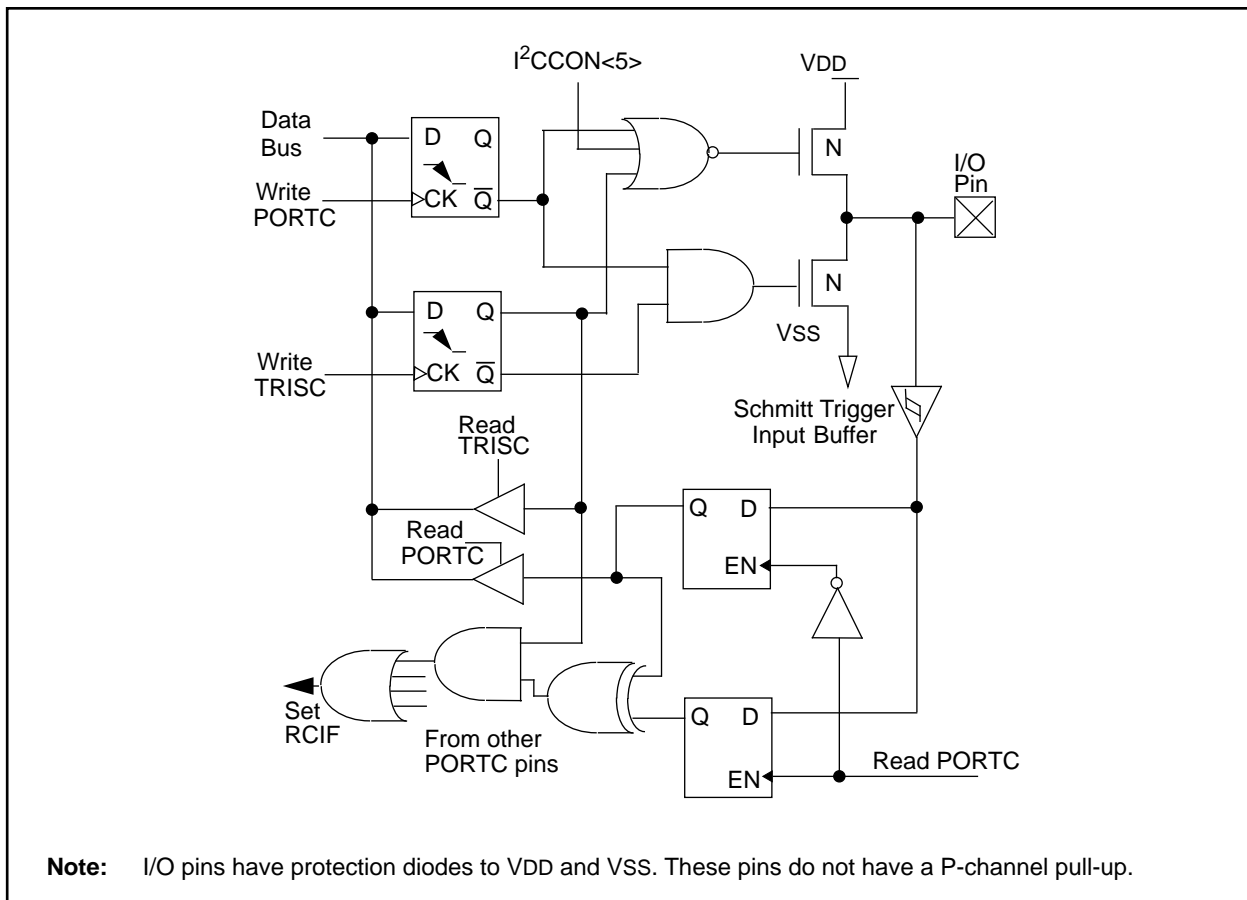 I²CCON<5>
VDD
Data
Bus
D Q
CK Q̅
Write
PORTC
N
I/O
Pin
D Q
CK Q̅
Write
TRISC
N
VSS
Schmitt Trigger
Input Buffer
Read
TRISC
Q D
EN
Read
PORTC
Set
RCIF
From other
PORTC pins
Q D
EN
Read PORTC
Note: I/O pins have protection diodes to VDD and VSS. These pins do not have a P-channel pull-up.